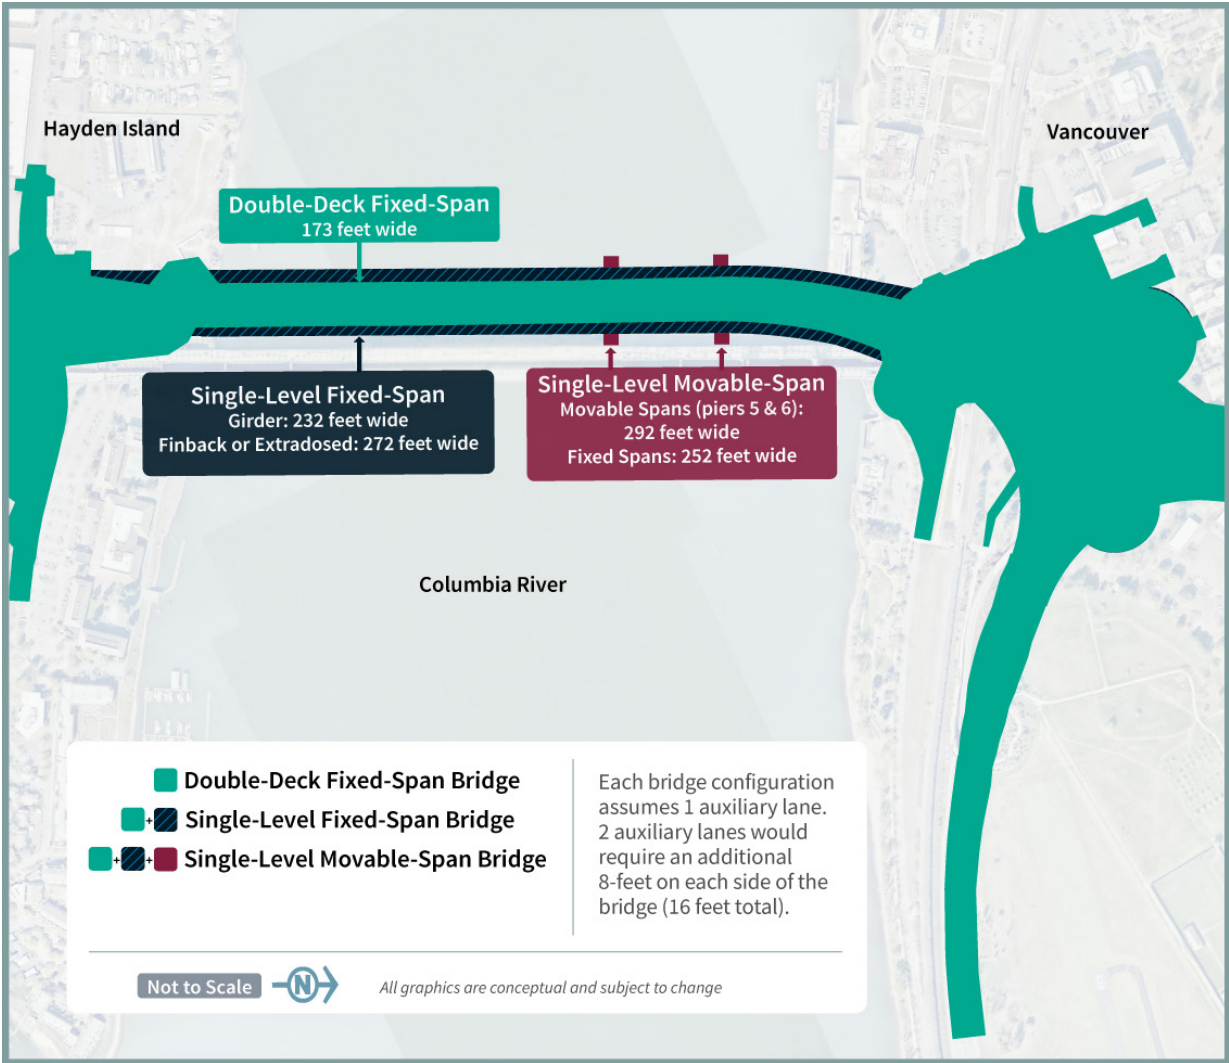 Hayden Island
Vancouver
Double-Deck Fixed-Span
173 feet wide
Single-Level Fixed-Span
Girder: 232 feet wide
Finback or Extradosed: 272 feet wide
Single-Level Movable-Span
Movable Spans (piers 5 & 6):
292 feet wide
Fixed Spans: 252 feet wide
Columbia River
Double-Deck Fixed-Span Bridge
+ Single-Level Fixed-Span Bridge
+ + Single-Level Movable-Span Bridge
Each bridge configuration
assumes 1 auxiliary lane.
2 auxiliary lanes would
require an additional
8-feet on each side of the
bridge (16 feet total).
Not to Scale
N
All graphics are conceptual and subject to change